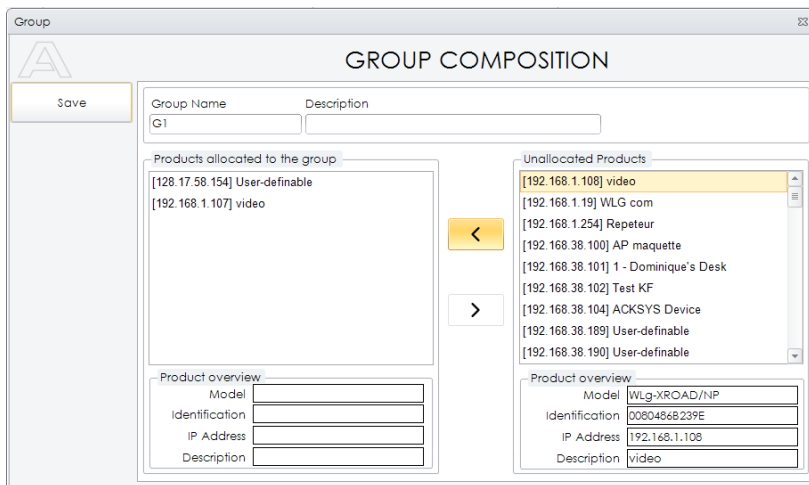 Group
GROUP COMPOSITION
Save
Group Name Description
G1
Products allocated to the group
[128.17.58.154] User-definable
[192.168.1.107] video
<
>
Unallocated Products
[192.168.1.108] video
[192.168.1.19] WLG com
[192.168.1.254] Repeteur
[192.168.38.100] AP maquette
[192.168.38.101] 1 - Dominique's Desk
[192.168.38.102] Test KF
[192.168.38.104] ACKSYS Device
[192.168.38.189] User-definable
[192.168.38.190] User-definable
Product overview
Model
Identification
IP Address
Description
Product overview
Model WLg-XROAD/NP
Identification 0080486B239E
IP Address 192.168.1.108
Description video